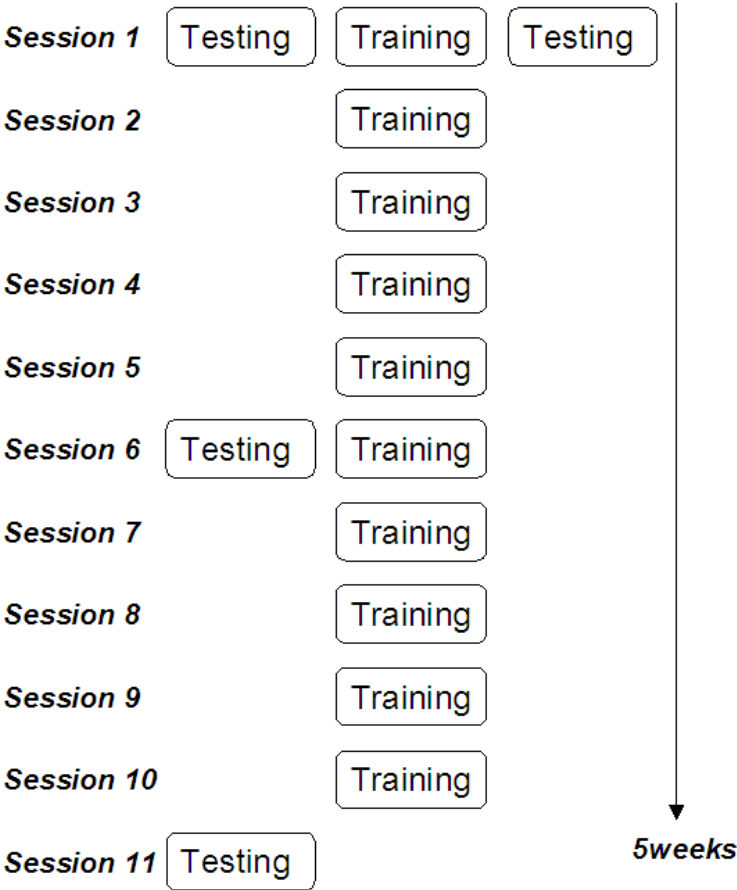 Session 1 Testing Training Testing
Session 2 Training
Session 3 Training
Session 4 Training
Session 5 Training
Session 6 Testing Training
Session 7 Training
Session 8 Training
Session 9 Training
Session 10 Training
5weeks
Session 11 Testing